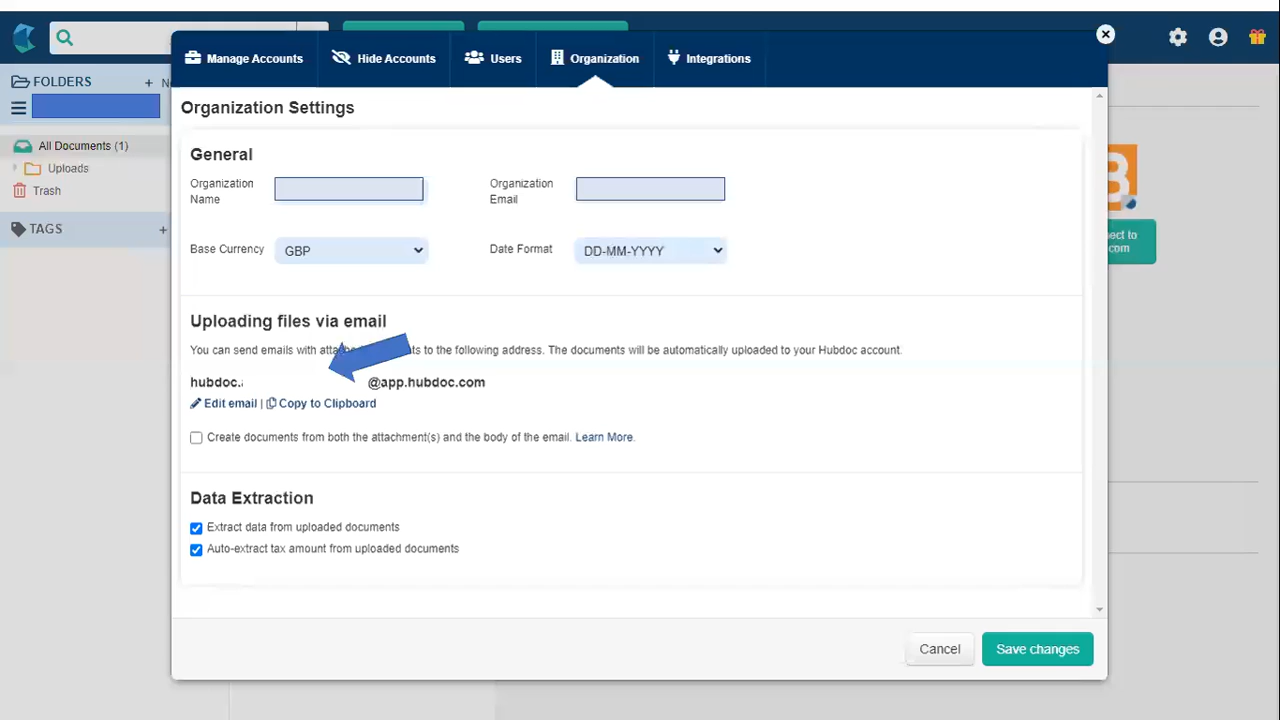 Manage Accounts
Hide Accounts
Users
Organization
Integrations
FOLDERS
+
Organization Settings
All Documents (1)
Uploads
Trash
TAGS
+
General
Organization
Name
Organization
Email
Base Currency
GBP
Date Format
DD-MM-YYYY
B
.com
Uploading files via email
You can send emails with to the following address. The documents will be automatically uploaded to your Hubdoc account.
hubdoc. @app.hubdoc.com
Edit email | Copy to Clipboard
Create documents from both the attachment(s) and the body of the email. Learn More.
Data Extraction
Extract data from uploaded documents
Auto-extract tax amount from uploaded documents
Cancel
Save changes